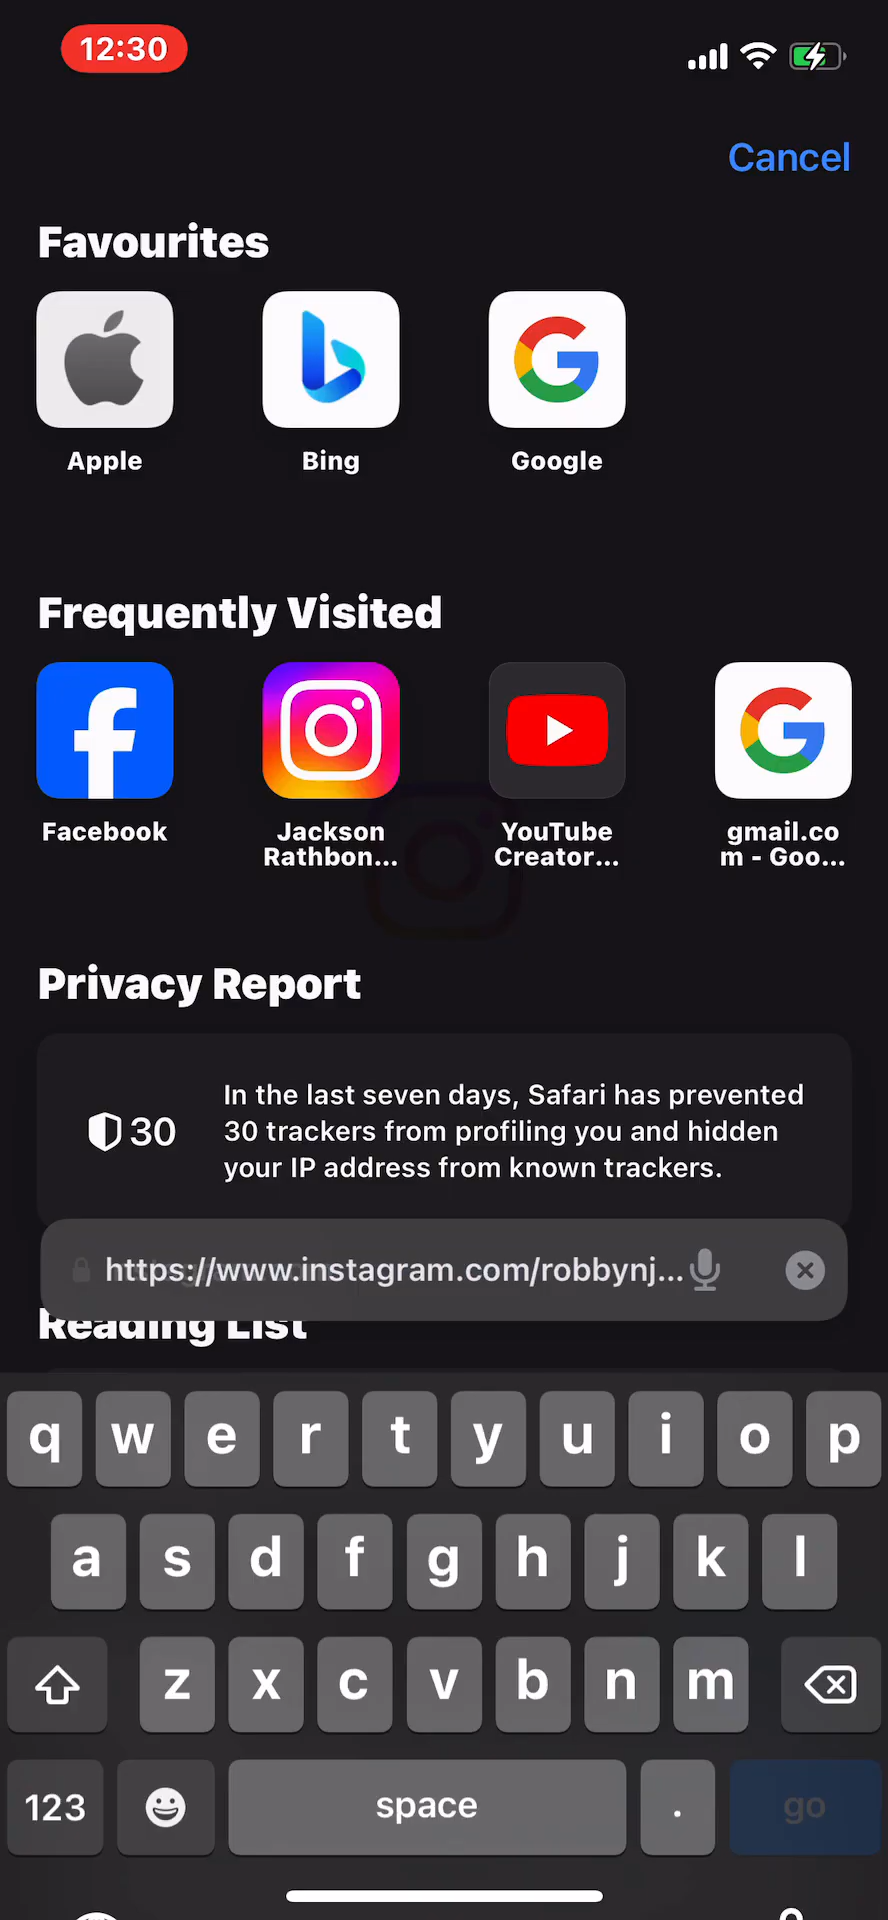 12:30
Cancel
Favourites
Apple
Bing
Google
Frequently Visited
Facebook
Jackson
Rathbon...
YouTube
Creator...
gmail.co
m - Goo...
Privacy Report
30
In the last seven days, Safari has prevented
30 trackers from profiling you and hidden
your IP address from known trackers.
https://www.instagram.com/robbynj...
Reading List
q w e r t y u i o p
a s d f g h j k l
z x c v b n m
123 space . go